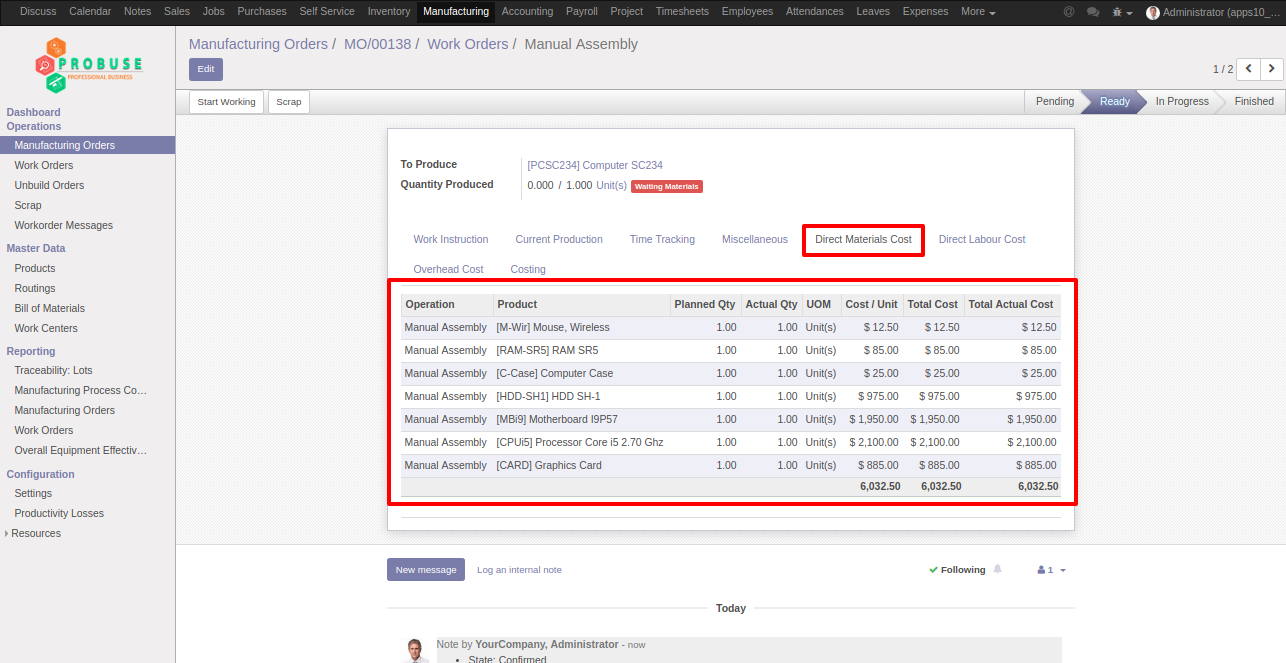 Discuss Calendar Notes Sales Jobs Purchases Self Service Inventory Manufacturing Accounting Payroll Project Timesheets Employees Attendances Leaves Expenses More @ Administrator (apps10_...
PROBUSE
PROFESSIONAL BUSINESS
Dashboard
Operations
Manufacturing Orders
Work Orders
Unbuild Orders
Scrap
Workorder Messages
Master Data
Products
Routings
Bill of Materials
Work Centers
Reporting
Traceability: Lots
Manufacturing Process Co…
Manufacturing Orders
Work Orders
Overall Equipment Effectiv…
Configuration
Settings
Productivity Losses
Resources
Manufacturing Orders / MO/00138 / Work Orders / Manual Assembly
Edit
1 / 2
Start Working Scrap
Pending Ready In Progress Finished
To Produce [PCSC234] Computer SC234
Quantity Produced 0.000 / 1.000 Unit(s) Waiting Materials
Work Instruction Current Production Time Tracking Miscellaneous Direct Materials Cost Direct Labour Cost
Overhead Cost Costing
Operation Product Planned Qty Actual Qty UOM Cost / Unit Total Cost Total Actual Cost
Manual Assembly [M-Wir] Mouse, Wireless 1.00 1.00 Unit(s) $ 12.50 $ 12.50 $ 12.50
Manual Assembly [RAM-SR5] RAM SR5 1.00 1.00 Unit(s) $ 85.00 $ 85.00 $ 85.00
Manual Assembly [C-Case] Computer Case 1.00 1.00 Unit(s) $ 25.00 $ 25.00 $ 25.00
Manual Assembly [HDD-SH1] HDD SH-1 1.00 1.00 Unit(s) $ 975.00 $ 975.00 $ 975.00
Manual Assembly [MBi9] Motherboard I9P57 1.00 1.00 Unit(s) $ 1,950.00 $ 1,950.00 $ 1,950.00
Manual Assembly [CPUi5] Processor Core i5 2.70 Ghz 1.00 1.00 Unit(s) $ 2,100.00 $ 2,100.00 $ 2,100.00
Manual Assembly [CARD] Graphics Card 1.00 1.00 Unit(s) $ 885.00 $ 885.00 $ 885.00
6,032.50 6,032.50 6,032.50
New message Log an internal note Following 1
Today
Note by YourCompany, Administrator - now
• State: Confirmed